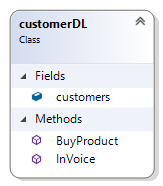 customerDL
Class
Fields
customers
Methods
BuyProduct
InVoice